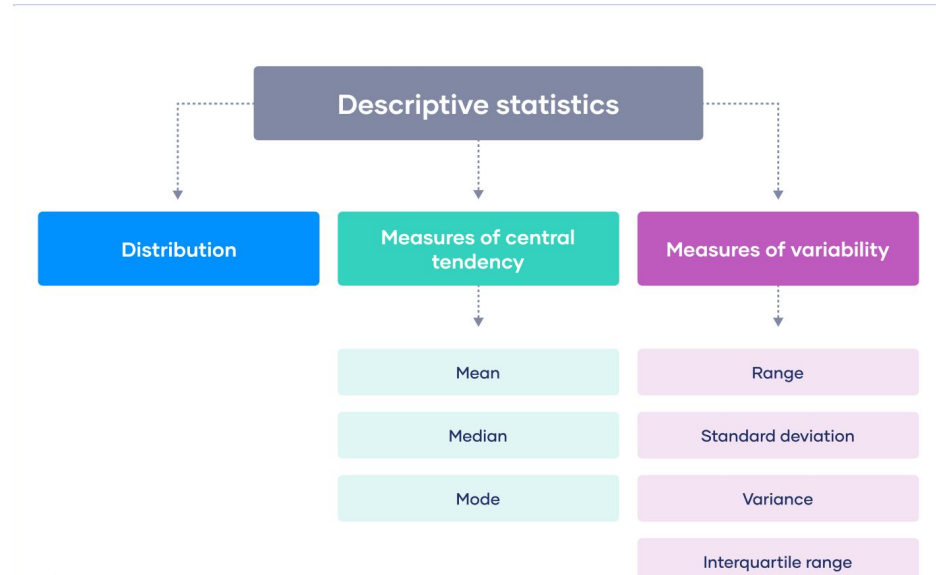 Descriptive statistics
Distribution
Measures of central
tendency
Measures of variability
Mean
Median
Mode
Range
Standard deviation
Variance
Interquartile range